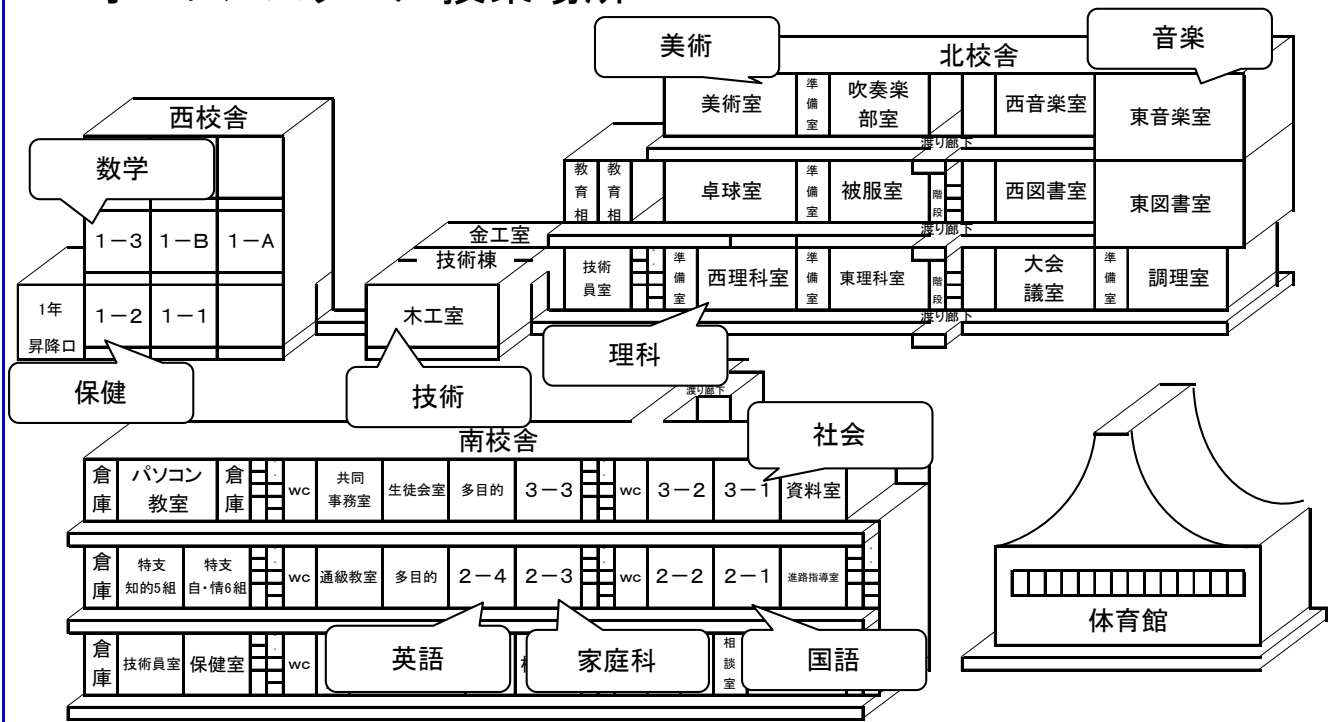 美術
音楽
北校舎
美術室
準備室
吹奏楽部室
西音楽室
東音楽室
渡り廊下
西校舎
数学
教育相
教育相
卓球室
準備室
被服室
階段
西図書室
東図書室
渡り廊下
1－3
1－B
1－A
金工室
技術棟
技術員室
準備室
西理科室
準備室
東理科室
階段
大会議室
準備室
調理室
渡り廊下
1年
昇降口
1－2
1－1
木工室
保健
技術
理科
渡り廊下
社会
南校舎
倉庫
パソコン教室
倉庫
WC
共同事務室
生徒会室
多目的
3－3
WC
3－2
3－1
資料室
倉庫
特支
知的5組
特支
自・情6組
WC
通級教室
多目的
2－4
2－3
WC
2－2
2－1
進路指導室
体育館
倉庫
技術員室
保健室
WC
英語
家庭科
相談室
国語